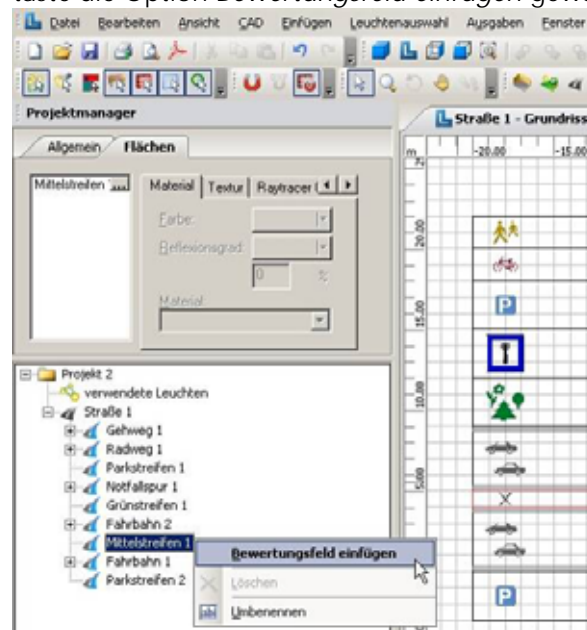 taste die Option Bewertungsfeld einfügen gew
Datei Bearbeiten Ansicht CAD Einfügen Leuchtenauswahl Ausgaben Fenster
Projektmanager
Straße 1 - Grundriss
Allgemein Flächen
m -20.00 -15.00
Mittelstreifen
Material Textur Raytracer
Farbe:
Reflexionsgrad:
0 %
Material:
20.00
15.00
10.00
5.00
Projekt 2
verwendete Leuchten
Straße 1
Gehweg 1
Radweg 1
Parkstreifen 1
Notfallspur 1
Grünstreifen 1
Fahrbahn 2
Mittelstreifen 1
Bewertungsfeld einfügen
Fahrbahn 1
Parkstreifen 2
Löschen
Umbenennen